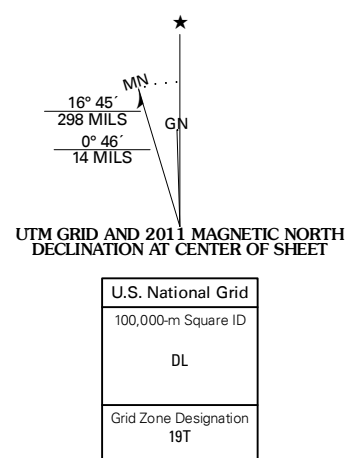 ★
MN
16° 45´
298 MILS
GN
0° 46´
14 MILS
UTM GRID AND 2011 MAGNETIC NORTH
DECLINATION AT CENTER OF SHEET
U.S. National Grid
100,000-m Square ID
DL
Grid Zone Designation
19T